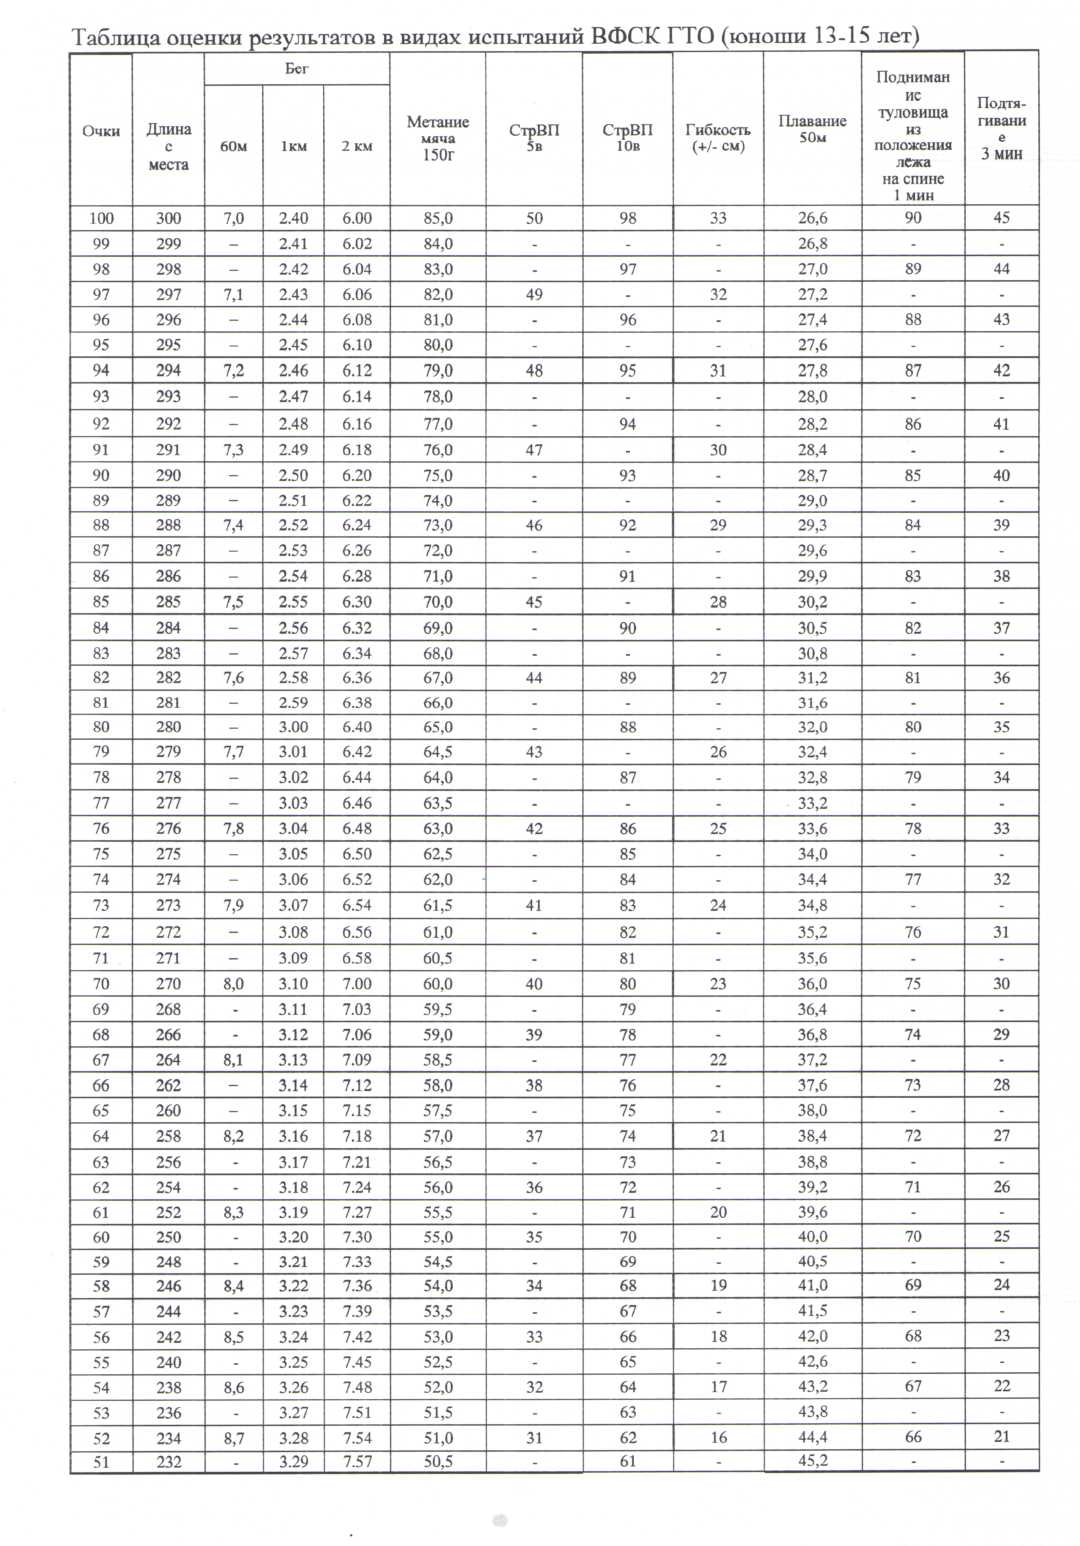 Таблица оценки результатов в видах испытаний ВФСК ГТО (юноши 13-15 лет)
Очки Длина с места Бег 60м 1км 2 км Метание мяча 150г СтрВП 5в СтрВП 10в Гибкость (+/- см) Плавание 50м Поднимание туловища из положения лёжа на спине 1 мин Подтя-гивание 3 мин
100 300 7,0 2.40 6.00 85,0 50 98 33 26,6 90 45
99 299 – 2.41 6.02 84,0 - - - 26,8 - -
98 298 – 2.42 6.04 83,0 - 97 - 27,0 89 44
97 297 7,1 2.43 6.06 82,0 49 - 32 27,2 - -
96 296 – 2.44 6.08 81,0 - 96 - 27,4 88 43
95 295 – 2.45 6.10 80,0 - - - 27,6 - -
94 294 7,2 2.46 6.12 79,0 48 95 31 27,8 87 42
93 293 – 2.47 6.14 78,0 - - - 28,0 - -
92 292 – 2.48 6.16 77,0 - 94 - 28,2 86 41
91 291 7,3 2.49 6.18 76,0 47 - 30 28,4 - -
90 290 – 2.50 6.20 75,0 - 93 - 28,7 85 40
89 289 – 2.51 6.22 74,0 - - - 29,0 - -
88 288 7,4 2.52 6.24 73,0 46 92 29 29,3 84 39
87 287 – 2.53 6.26 72,0 - - - 29,6 - -
86 286 – 2.54 6.28 71,0 - 91 - 29,9 83 38
85 285 7,5 2.55 6.30 70,0 45 - 28 30,2 - -
84 284 – 2.56 6.32 69,0 - 90 - 30,5 82 37
83 283 – 2.57 6.34 68,0 - - - 30,8 - -
82 282 7,6 2.58 6.36 67,0 44 89 27 31,2 81 36
81 281 – 2.59 6.38 66,0 - - - 31,6 - -
80 280 – 3.00 6.40 65,0 - 88 - 32,0 80 35
79 279 7,7 3.01 6.42 64,5 43 - 26 32,4 - -
78 278 – 3.02 6.44 64,0 - 87 - 32,8 79 34
77 277 – 3.03 6.46 63,5 - - - 33,2 - -
76 276 7,8 3.04 6.48 63,0 42 86 25 33,6 78 33
75 275 – 3.05 6.50 62,5 - 85 - 34,0 - -
74 274 – 3.06 6.52 62,0 - 84 - 34,4 77 32
73 273 7,9 3.07 6.54 61,5 41 83 24 34,8 - -
72 272 – 3.08 6.56 61,0 - 82 - 35,2 76 31
71 271 – 3.09 6.58 60,5 - 81 - 35,6 - -
70 270 8,0 3.10 7.00 60,0 40 80 23 36,0 75 30
69 268 - 3.11 7.03 59,5 - 79 - 36,4 - -
68 266 - 3.12 7.06 59,0 39 78 - 36,8 74 29
67 264 8,1 3.13 7.09 58,5 - 77 22 37,2 - -
66 262 – 3.14 7.12 58,0 38 76 - 37,6 73 28
65 260 – 3.15 7.15 57,5 - 75 - 38,0 - -
64 258 8,2 3.16 7.18 57,0 37 74 21 38,4 72 27
63 256 - 3.17 7.21 56,5 - 73 - 38,8 - -
62 254 - 3.18 7.24 56,0 36 72 - 39,2 71 26
61 252 8,3 3.19 7.27 55,5 - 71 20 39,6 - -
60 250 - 3.20 7.30 55,0 35 70 - 40,0 70 25
59 248 - 3.21 7.33 54,5 - 69 - 40,5 - -
58 246 8,4 3.22 7.36 54,0 34 68 19 41,0 69 24
57 244 - 3.23 7.39 53,5 - 67 - 41,5 - -
56 242 8,5 3.24 7.42 53,0 33 66 18 42,0 68 23
55 240 - 3.25 7.45 52,5 - 65 - 42,6 - -
54 238 8,6 3.26 7.48 52,0 32 64 17 43,2 67 22
53 236 - 3.27 7.51 51,5 - 63 - 43,8 - -
52 234 8,7 3.28 7.54 51,0 31 62 16 44,4 66 21
51 232 - 3.29 7.57 50,5 - 61 - 45,2 - -